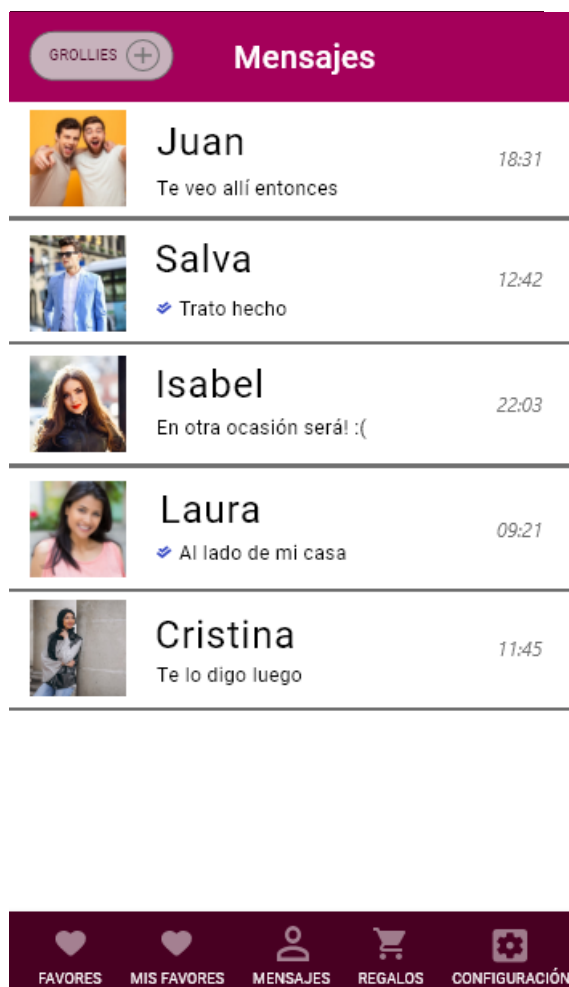 GROLLIES
Mensajes
Juan
18:31
Te veo allí entonces
Salva
12:42
Trato hecho
Isabel
22:03
En otra ocasión será! :(
Laura
09:21
Al lado de mi casa
Cristina
11:45
Te lo digo luego
FAVORES MIS FAVORES MENSAJES REGALOS CONFIGURACIÓN